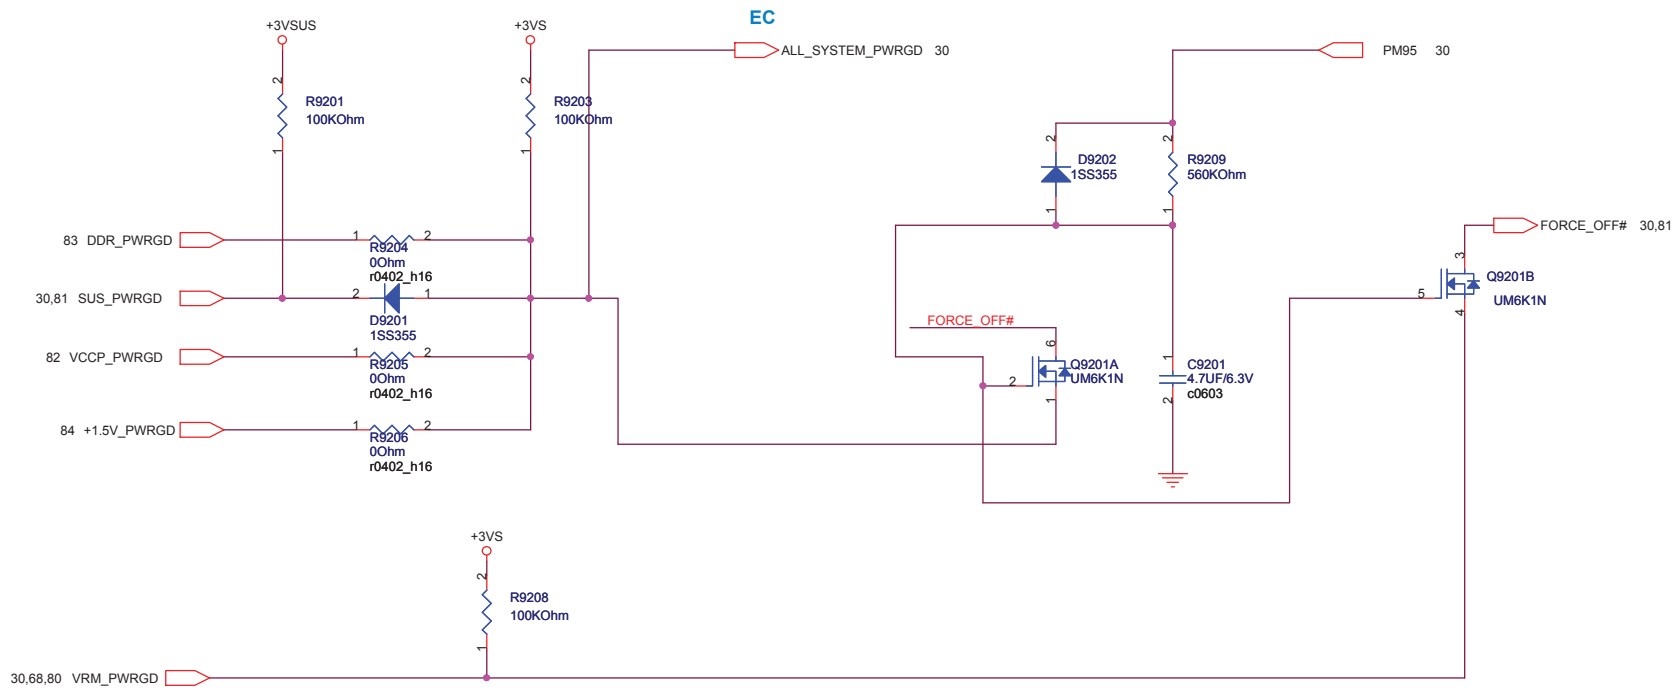 EC
+3VSUS
+3VS
ALL_SYSTEM_PWRGD 30
PM95 30
2
R9201
100KOhm
1
2
R9203
100KOhm
1
2
D9202
1SS355
1
2
R9209
560KOhm
1
83 DDR_PWRGD
1
2
R9204
0Ohm
r0402_h16
30,81 SUS_PWRGD
2
1
D9201
1SS355
82 VCCP_PWRGD
1
2
R9205
0Ohm
r0402_h16
84 +1.5V_PWRGD
1
2
R9206
0Ohm
r0402_h16
FORCE_OFF#
6
2
Q9201A
UM6K1N
1
1
C9201
4.7UF/6.3V
c0603
2
FORCE_OFF# 30,81
3
Q9201B
5
UM6K1N
4
+3VS
2
R9208
100KOhm
1
30,68,80 VRM_PWRGD